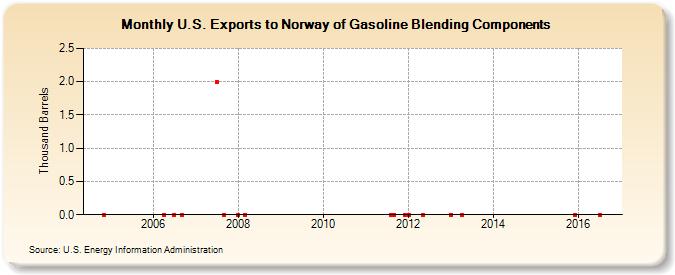 Monthly U.S. Exports to Norway of Gasoline Blending Components
Thousand Barrels
2.5
2.0
1.5
1.0
0.5
0.0
2006 2008 2010 2012 2014 2016
Source: U.S. Energy Information Administration